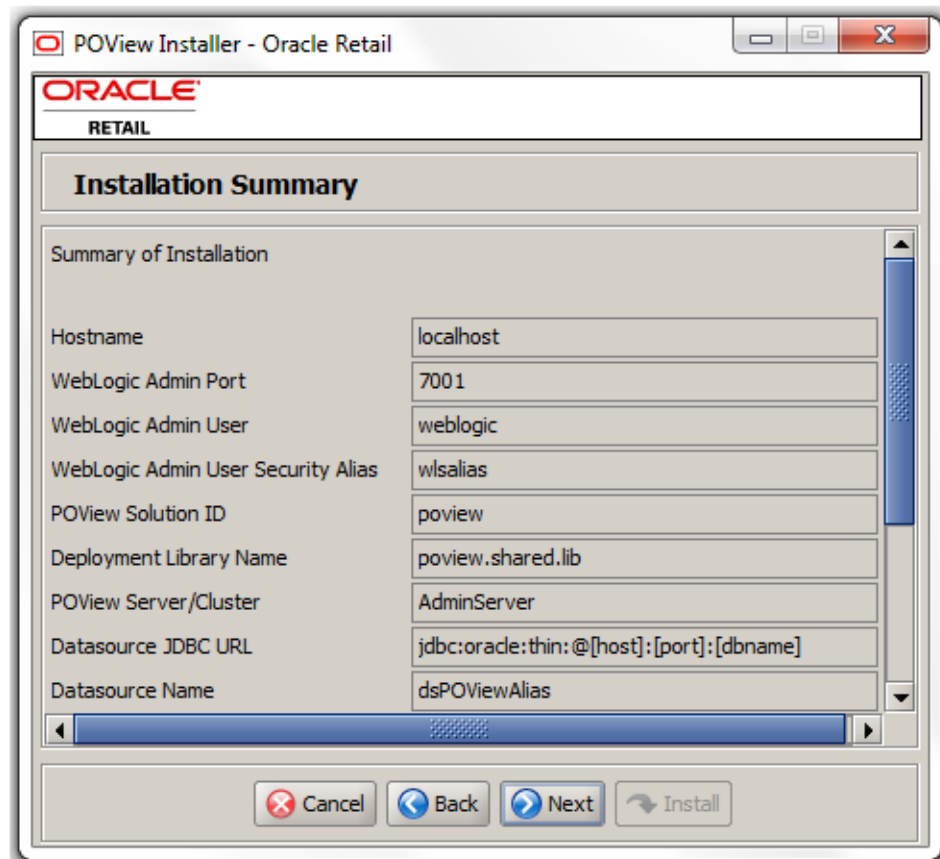 POView Installer - Oracle Retail
ORACLE
RETAIL
Installation Summary
Summary of Installation
Hostname localhost
WebLogic Admin Port 7001
WebLogic Admin User weblogic
WebLogic Admin User Security Alias wlsalias
POView Solution ID poview
Deployment Library Name poview.shared.lib
POView Server/Cluster AdminServer
Datasource JDBC URL jdbc:oracle:thin:@[host]:[port]:[dbname]
Datasource Name dsPOViewAlias
Cancel Back Next Install